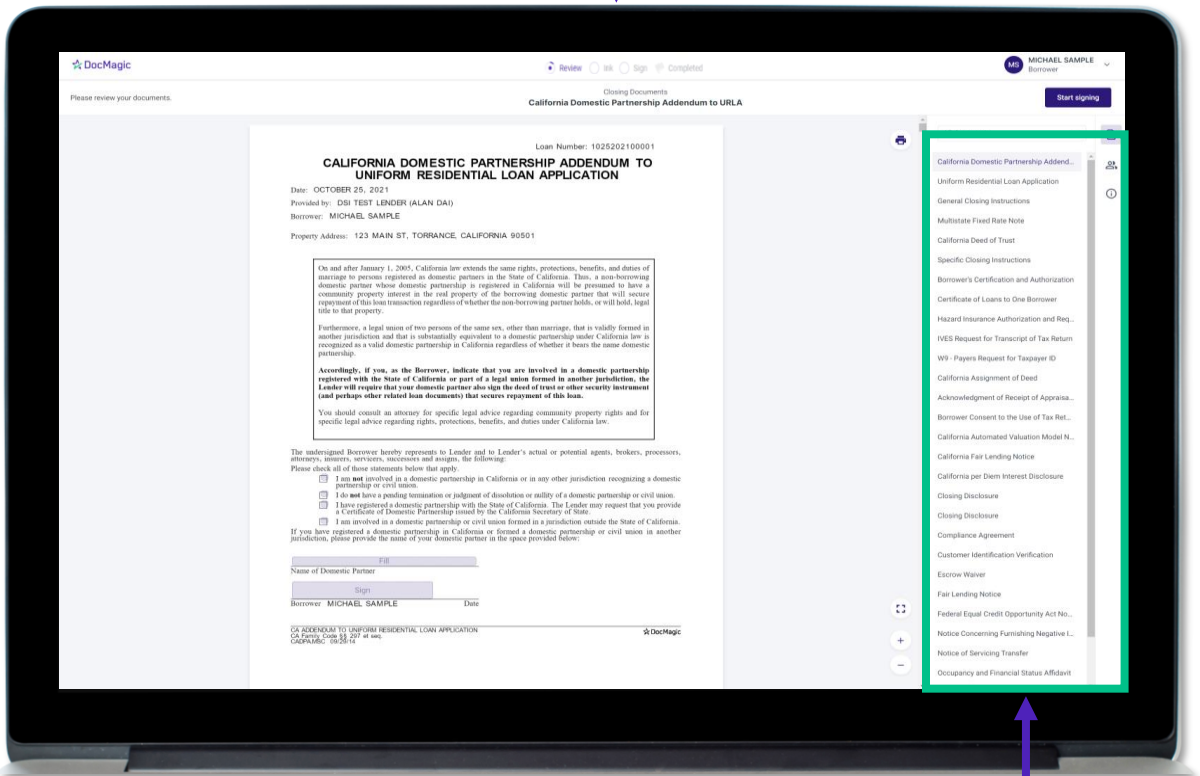 DocMagic
Review Ink Sign Completed
MS MICHAEL SAMPLE
Borrower
Please review your documents.
Closing Documents
California Domestic Partnership Addendum to URLA
Start signing
Loan Number: 1025202100001
CALIFORNIA DOMESTIC PARTNERSHIP ADDENDUM TO
UNIFORM RESIDENTIAL LOAN APPLICATION
Date: OCTOBER 25, 2021
Provided by: DSI TEST LENDER (ALAN DAI)
Borrower: MICHAEL SAMPLE
Property Address: 123 MAIN ST, TORRANCE, CALIFORNIA 90501
On and after January 1, 2005, California law extends the same rights, protections, benefits, and duties of
marriage to persons registered as domestic partners in the State of California. Thus, a non-borrowing
domestic partner whose domestic partnership is registered in California will be presumed to have a
community property interest in the real property of the borrowing domestic partner that will secure
repayment of this loan transaction regardless of whether the non-borrowing partner holds, or will hold, legal
title to that property.
Furthermore, a legal union of two persons of the same sex, other than marriage, that is validly formed in
another jurisdiction and that is substantially equivalent to a domestic partnership under California law is
recognized as a valid domestic partnership in California regardless of whether it bears the name domestic
partnership.
Accordingly, if you, as the Borrower, indicate that you are involved in a domestic partnership
registered with the State of California or part of a legal union formed in another jurisdiction, the
Lender will require that your domestic partner also sign the deed of trust or other security instrument
(and perhaps other related loan documents) that secures repayment of this loan.
You should consult an attorney for specific legal advice regarding community property rights and for
specific legal advice regarding rights, protections, benefits, and duties under California law.
The undersigned Borrower hereby represents to Lender and to Lender's actual or potential agents, brokers, processors,
attorneys, insurers, servicers, successors and assigns, the following:
Please check all of those statements below that apply.
I am not involved in a domestic partnership in California or in any other jurisdiction recognizing a domestic
partnership or civil union.
I do not have a pending termination or judgment of dissolution or nullity of a domestic partnership or civil union.
I have registered a domestic partnership with the State of California. The Lender may request that you provide
a Certificate of Domestic Partnership issued by the California Secretary of State.
I am involved in a domestic partnership or civil union formed in a jurisdiction outside the State of California.
If you have registered a domestic partnership in California or formed a domestic partnership or civil union in another
jurisdiction, please provide the name of your domestic partner in the space provided below:
Fill
Name of Domestic Partner
Sign
Borrower MICHAEL SAMPLE Date
CA ADDENDUM TO UNIFORM RESIDENTIAL LOAN APPLICATION
CA Family Code §§ 297 et seq.
CADPA.MSC 09/29/14
DocMagic
California Domestic Partnership Addend...
Uniform Residential Loan Application
General Closing Instructions
Multistate Fixed Rate Note
California Deed of Trust
Specific Closing Instructions
Borrower's Certification and Authorization
Certificate of Loans to One Borrower
Hazard Insurance Authorization and Req...
IVES Request for Transcript of Tax Return
W9 - Payers Request for Taxpayer ID
California Assignment of Deed
Acknowledgment of Receipt of Appraisa...
Borrower Consent to the Use of Tax Ret...
California Automated Valuation Model N...
California Fair Lending Notice
California per Diem Interest Disclosure
Closing Disclosure
Closing Disclosure
Compliance Agreement
Customer Identification Verification
Escrow Waiver
Fair Lending Notice
Federal Equal Credit Opportunity Act No...
Notice Concerning Furnishing Negative I...
Notice of Servicing Transfer
Occupancy and Financial Status Affidavit